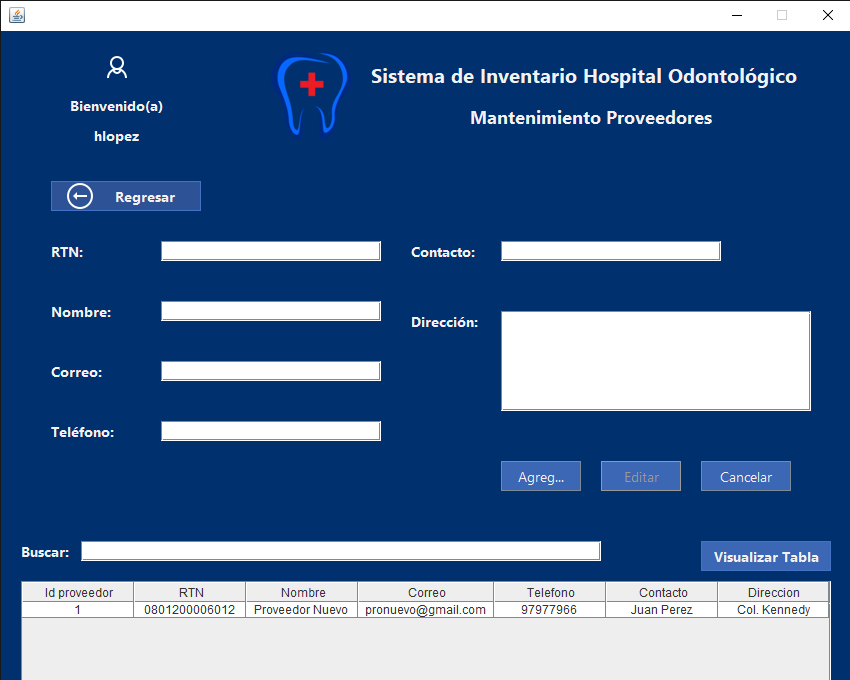 Sistema de Inventario Hospital Odontológico
Mantenimiento Proveedores
Bienvenido(a)
hlopez
Regresar
RTN:
Contacto:
Nombre:
Dirección:
Correo:
Teléfono:
Agreg...
Editar
Cancelar
Buscar:
Visualizar Tabla
Id proveedor RTN Nombre Correo Telefono Contacto Direccion
1 0801200006012 Proveedor Nuevo pronuevo@gmail.com 97977966 Juan Perez Col. Kennedy